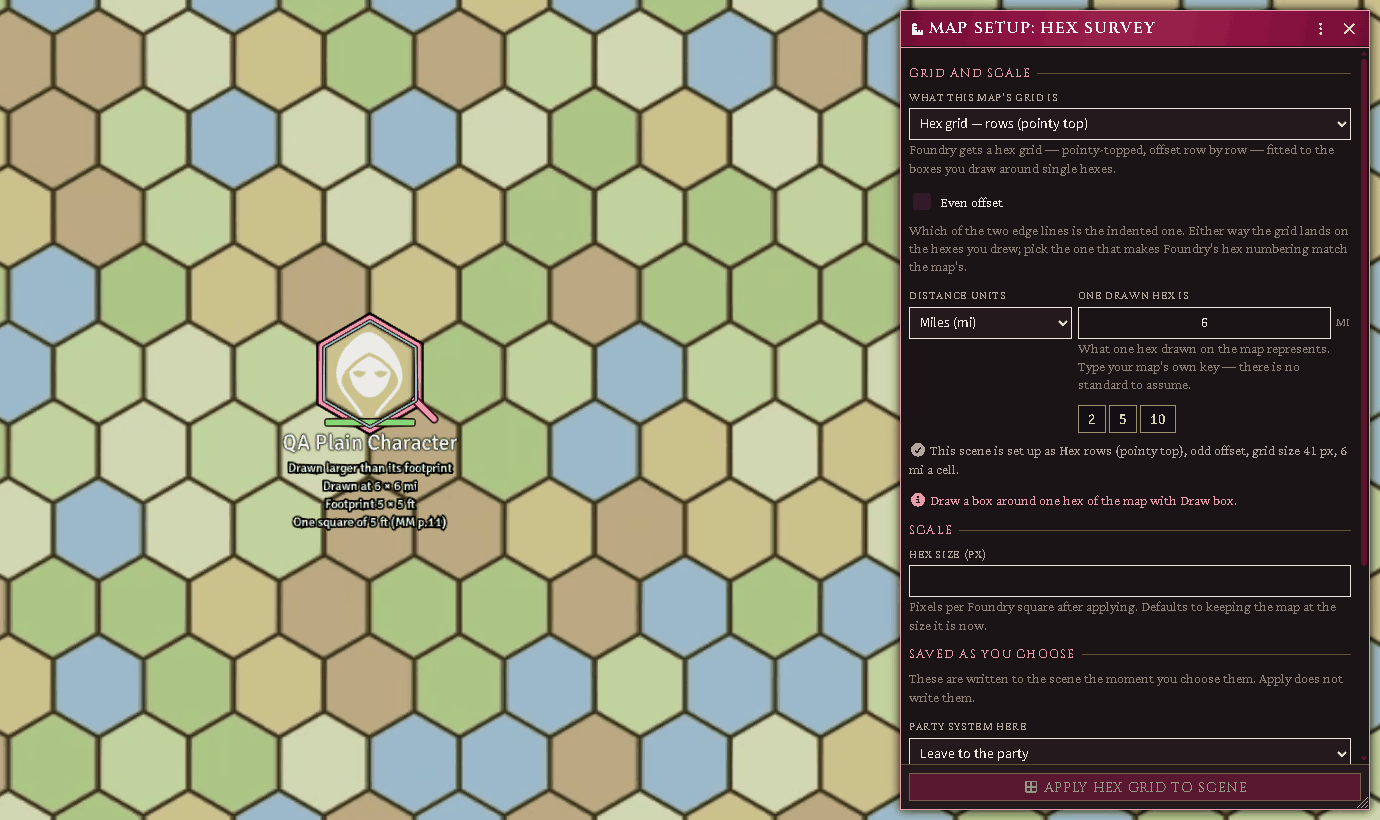 MAP SETUP: HEX SURVEY
GRID AND SCALE
WHAT THIS MAP'S GRID IS
Hex grid — rows (pointy top)
Foundry gets a hex grid — pointy-topped, offset row by row — fitted to the
boxes you draw around single hexes.
Even offset
Which of the two edge lines is the indented one. Either way the grid lands on
the hexes you drew; pick the one that makes Foundry's hex numbering match
the map's.
DISTANCE UNITS
ONE DRAWN HEX IS
Miles (mi)
6
MI
What one hex drawn on the map represents.
Type your map's own key — there is no
standard to assume.
2
5
10
This scene is set up as Hex rows (pointy top), odd offset, grid size 41 px, 6
mi a cell.
Draw a box around one hex of the map with Draw box.
SCALE
HEX SIZE (PX)
Pixels per Foundry square after applying. Defaults to keeping the map at the
size it is now.
SAVED AS YOU CHOOSE
These are written to the scene the moment you choose them. Apply does not
write them.
PARTY SYSTEM HERE
Leave to the party
APPLY HEX GRID TO SCENE
QA Plain Character
Drawn larger than its footprint
Drawn at 6 × 6 mi
Footprint 5 × 5 ft
One square of 5 ft (MM p.11)